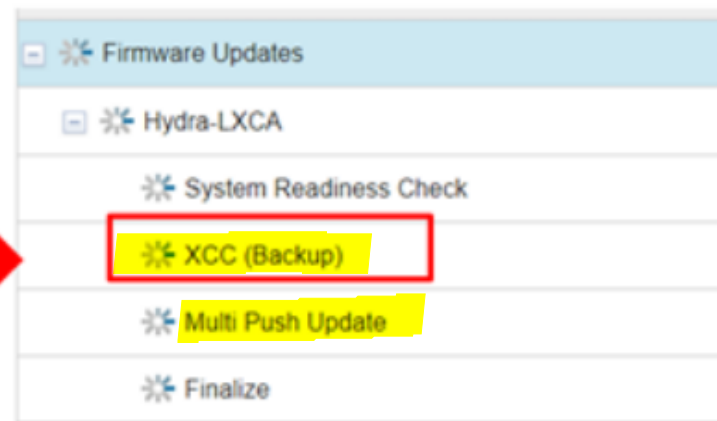 Firmware Updates
Hydra-LXCA
System Readiness Check
XCC (Backup)
Multi Push Update
Finalize